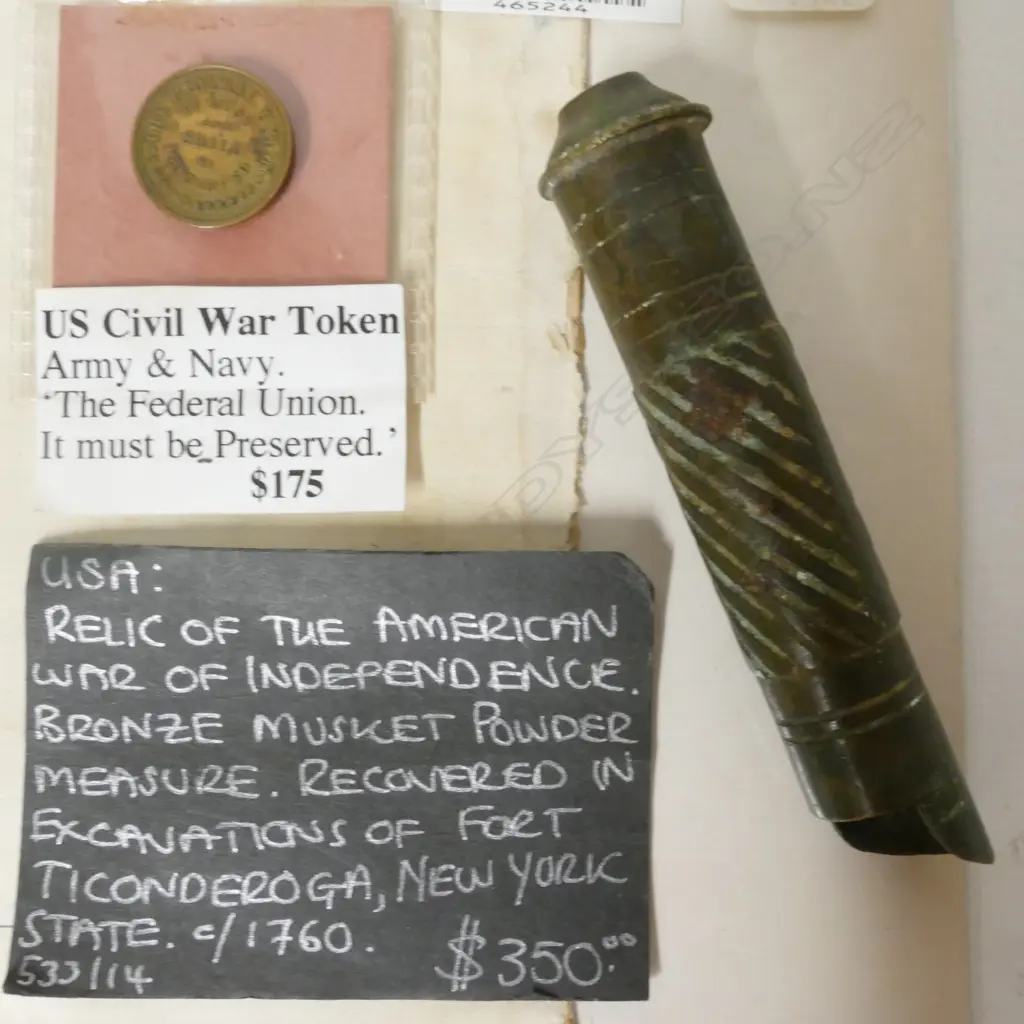 465244
US Civil War Token
Army & Navy.
'The Federal Union.
It must be Preserved.'
$175
USA:
RELIC OF THE AMERICAN
WAR OF INDEPENDENCE.
BRONZE MUSKET POWDER
MEASURE. RECOVERED IN
EXCAVATIONS OF FORT
TICONDEROGA, NEW YORK
STATE. c/1760.
533/14 $350.00